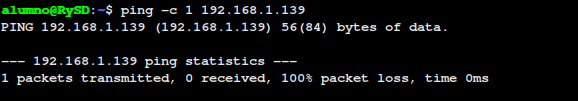 alumno@RySD:~$ ping -c 1 192.168.1.139
PING 192.168.1.139 (192.168.1.139) 56(84) bytes of data.
--- 192.168.1.139 ping statistics ---
1 packets transmitted, 0 received, 100% packet loss, time 0ms